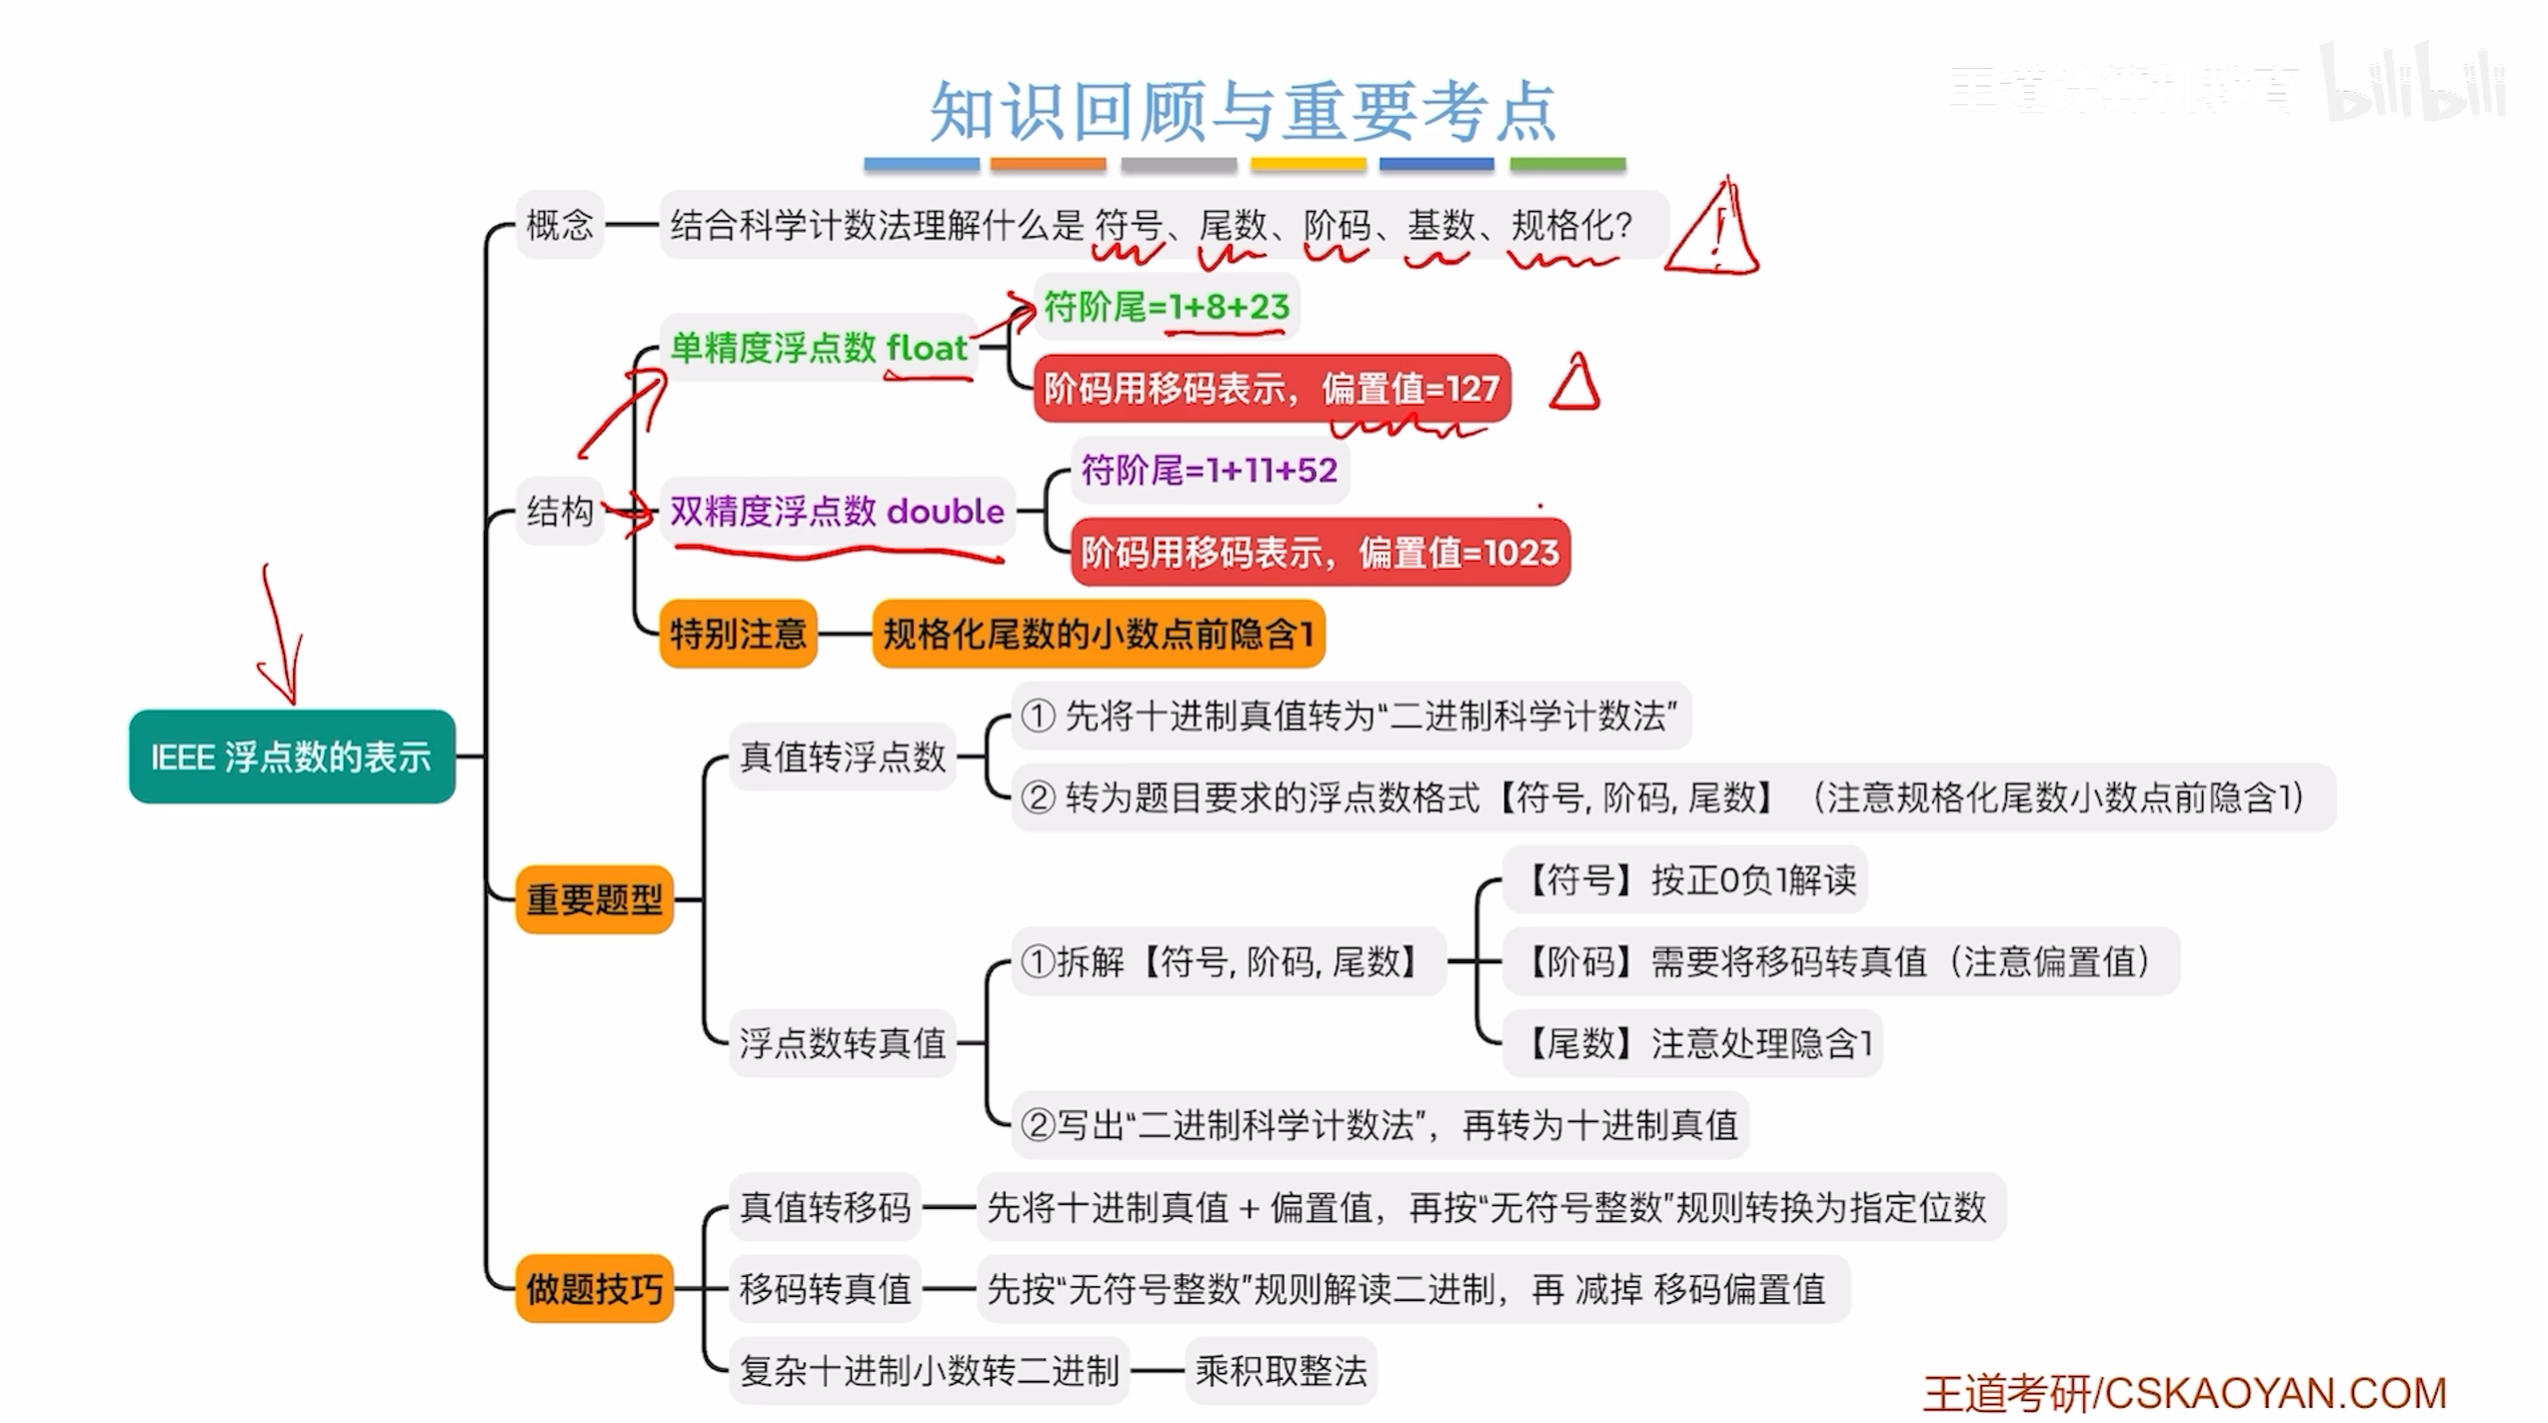 知识回顾与重要考点
王道计算机教育 bilibili
概念
结合科学计数法理解什么是 符号、尾数、阶码、基数、规格化?
符阶尾=1+8+23
单精度浮点数 float
阶码用移码表示，偏置值=127
符阶尾=1+11+52
结构
双精度浮点数 double
阶码用移码表示，偏置值=1023
特别注意
规格化尾数的小数点前隐含1
IEEE 浮点数的表示
① 先将十进制真值转为“二进制科学计数法”
真值转浮点数
② 转为题目要求的浮点数格式【符号, 阶码, 尾数】（注意规格化尾数小数点前隐含1）
重要题型
【符号】按正0负1解读
①拆解【符号, 阶码, 尾数】
【阶码】需要将移码转真值（注意偏置值）
浮点数转真值
【尾数】注意处理隐含1
②写出“二进制科学计数法”，再转为十进制真值
真值转移码
先将十进制真值 + 偏置值，再按“无符号整数”规则转换为指定位数
做题技巧
移码转真值
先按“无符号整数”规则解读二进制，再 减掉 移码偏置值
复杂十进制小数转二进制
乘积取整法
王道考研/CSKAOYAN.COM